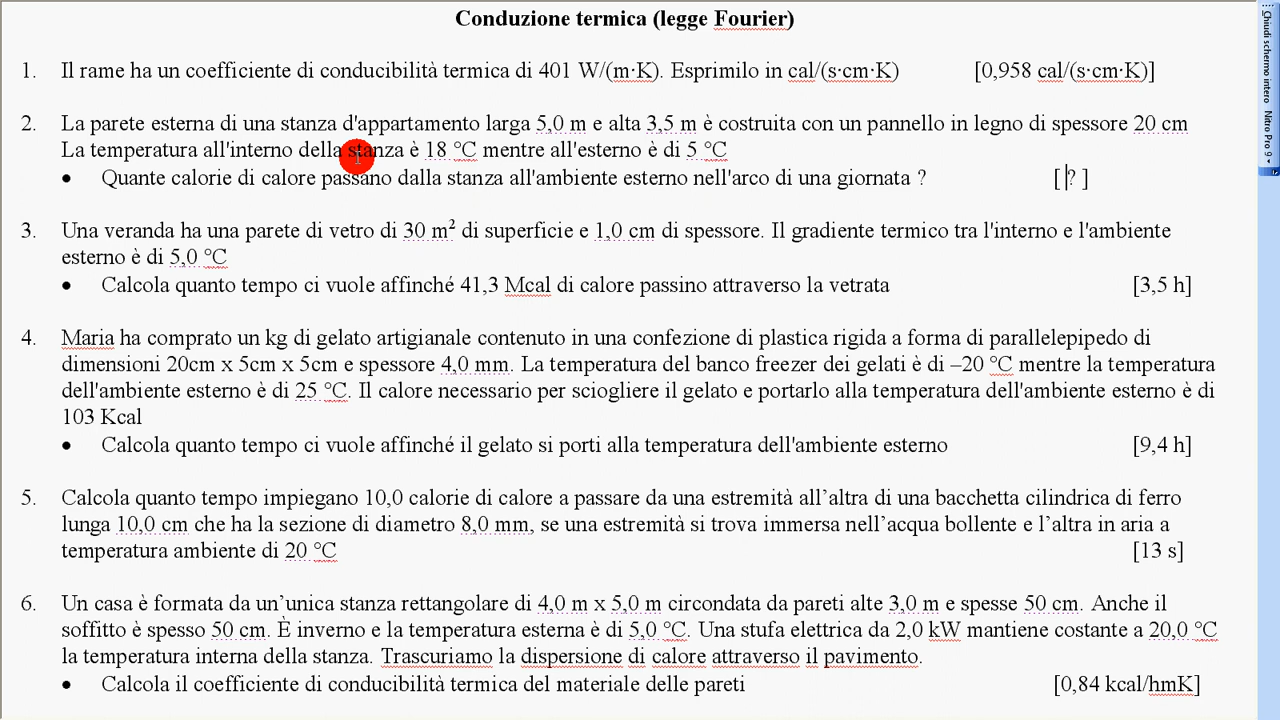 Conduzione termica (legge Fourier)
1. Il rame ha un coefficiente di conducibilità termica di 401 W/(m·K). Esprimilo in cal/(s·cm·K) [0,958 cal/(s·cm·K)]
2. La parete esterna di una stanza d'appartamento larga 5,0 m e alta 3,5 m è costruita con un pannello in legno di spessore 20 cm
La temperatura all'interno della stanza è 18 °C mentre all'esterno è di 5 °C
• Quante calorie di calore passano dalla stanza all'ambiente esterno nell'arco di una giornata ? [ ? ]
3. Una veranda ha una parete di vetro di 30 m² di superficie e 1,0 cm di spessore. Il gradiente termico tra l'interno e l'ambiente
esterno è di 5,0 °C
• Calcola quanto tempo ci vuole affinché 41,3 Mcal di calore passino attraverso la vetrata [3,5 h]
4. Maria ha comprato un kg di gelato artigianale contenuto in una confezione di plastica rigida a forma di parallelepipedo di
dimensioni 20cm x 5cm x 5cm e spessore 4,0 mm. La temperatura del banco freezer dei gelati è di –20 °C mentre la temperatura
dell'ambiente esterno è di 25 °C. Il calore necessario per sciogliere il gelato e portarlo alla temperatura dell'ambiente esterno è di
103 Kcal
• Calcola quanto tempo ci vuole affinché il gelato si porti alla temperatura dell'ambiente esterno [9,4 h]
5. Calcola quanto tempo impiegano 10,0 calorie di calore a passare da una estremità all’altra di una bacchetta cilindrica di ferro
lunga 10,0 cm che ha la sezione di diametro 8,0 mm, se una estremità si trova immersa nell’acqua bollente e l’altra in aria a
temperatura ambiente di 20 °C [13 s]
6. Un casa è formata da un’unica stanza rettangolare di 4,0 m x 5,0 m circondata da pareti alte 3,0 m e spesse 50 cm. Anche il
soffitto è spesso 50 cm. È inverno e la temperatura esterna è di 5,0 °C. Una stufa elettrica da 2,0 kW mantiene costante a 20,0 °C
la temperatura interna della stanza. Trascuriamo la dispersione di calore attraverso il pavimento.
• Calcola il coefficiente di conducibilità termica del materiale delle pareti [0,84 kcal/hmK]
Chiudi schermo intero Nitro Pro 9